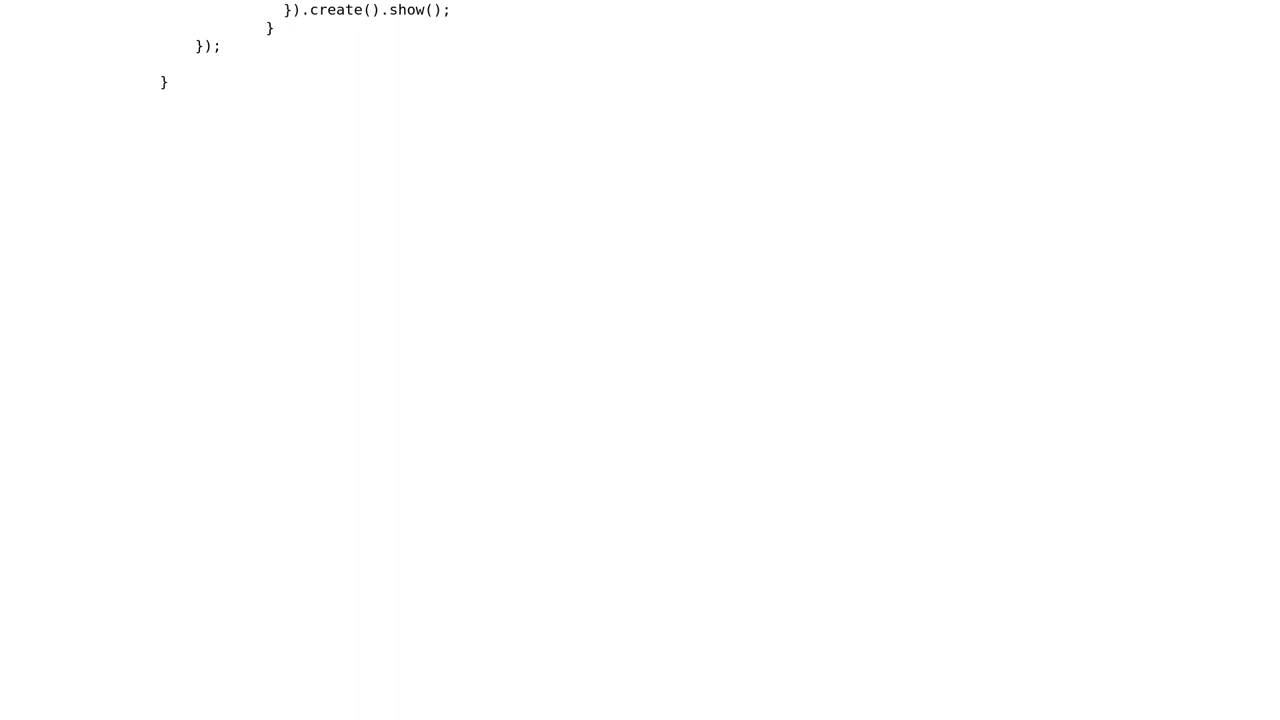 }).create().show();
}
});
}